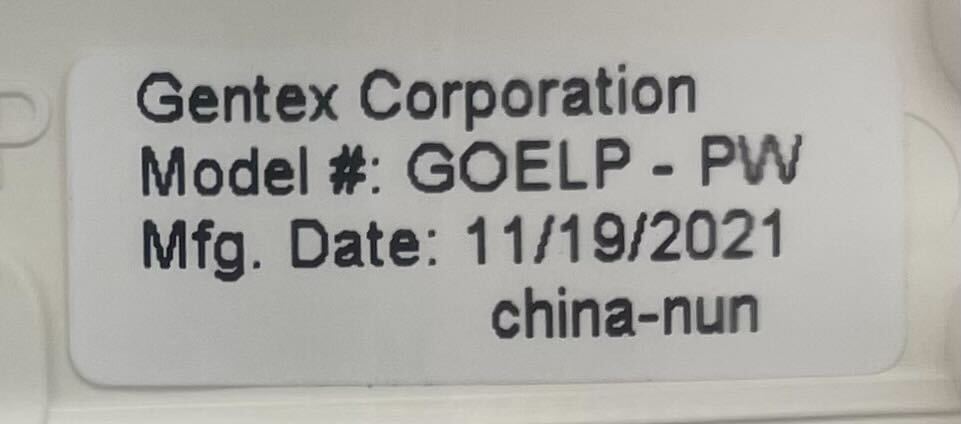 Gentex Corporation
Model #: GOELP - PW
Mfg. Date: 11/19/2021
china-nun